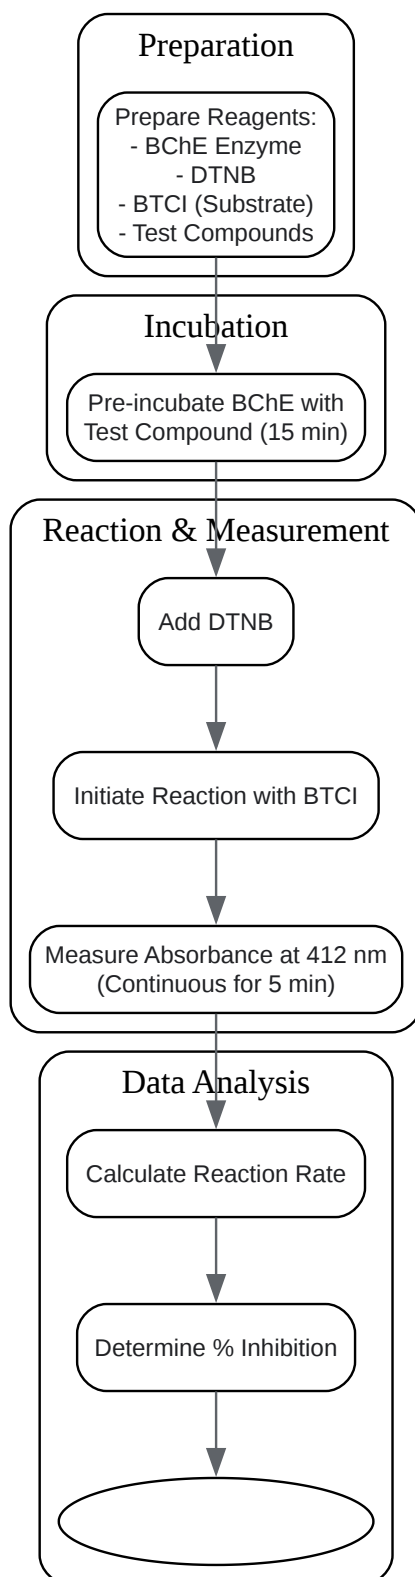 Preparation
Prepare Reagents:
- BChE Enzyme
- DTNB
- BTCI (Substrate)
- Test Compounds
Incubation
Pre-incubate BChE with
Test Compound (15 min)
Reaction & Measurement
Add DTNB
Initiate Reaction with BTCI
Measure Absorbance at 412 nm
(Continuous for 5 min)
Data Analysis
Calculate Reaction Rate
Determine % Inhibition